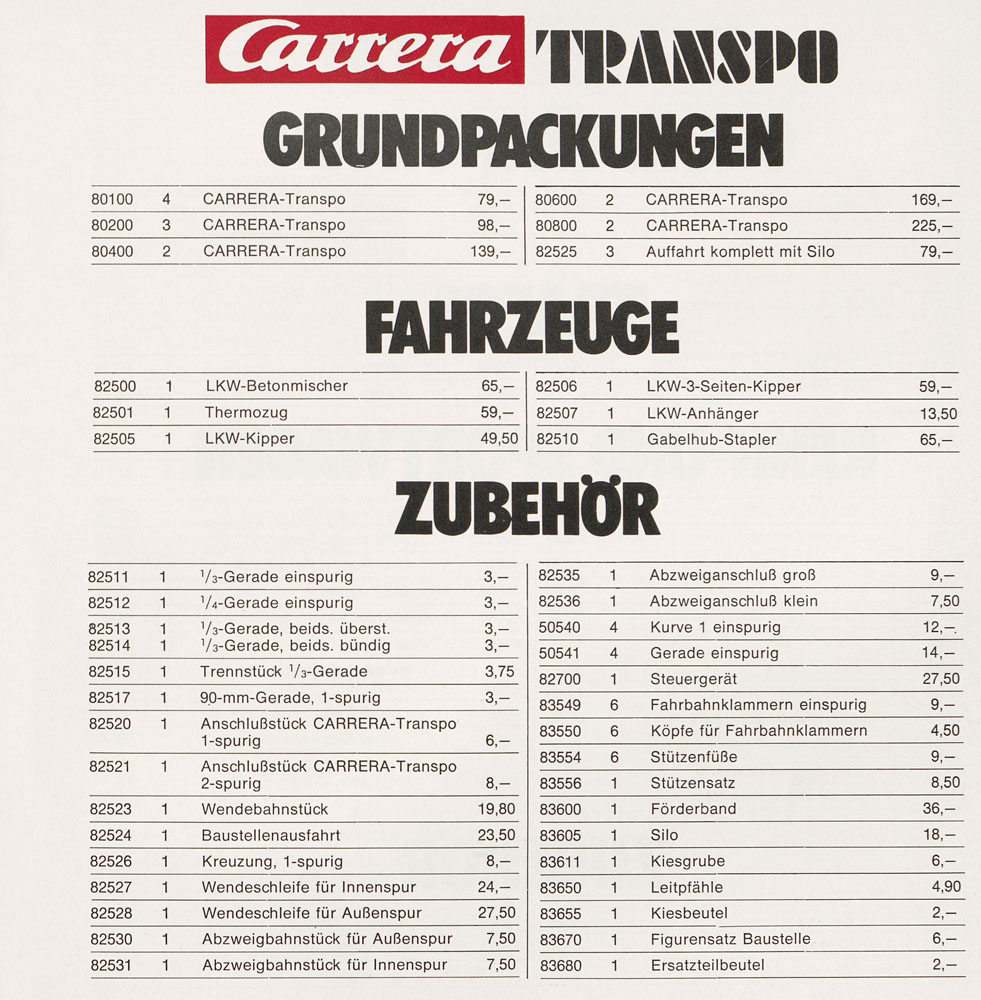 Carrera TRANSPO
GRUNDPACKUNGEN
80100 4 CARRERA-Transpo 79,—
80200 3 CARRERA-Transpo 98,—
80400 2 CARRERA-Transpo 139,—
80600 2 CARRERA-Transpo 169,—
80800 2 CARRERA-Transpo 225,—
82525 3 Auffahrt komplett mit Silo 79,—
FAHRZEUGE
82500 1 LKW-Betonmischer 65,—
82501 1 Thermozug 59,—
82505 1 LKW-Kipper 49,50
82506 1 LKW-3-Seiten-Kipper 59,—
82507 1 LKW-Anhänger 13,50
82510 1 Gabelhub-Stapler 65,—
ZUBEHÖR
82511 1 1/3-Gerade einspurig 3,—
82512 1 1/4-Gerade einspurig 3,—
82513 1 1/3-Gerade, beids. überst. 3,—
82514 1 1/3-Gerade, beids. bündig 3,—
82515 1 Trennstück 1/3-Gerade 3,75
82517 1 90-mm-Gerade, 1-spurig 3,—
82520 1 Anschlußstück CARRERA-Transpo
1-spurig 6,—
82521 1 Anschlußstück CARRERA-Transpo
2-spurig 8,—
82523 1 Wendebahnstück 19,80
82524 1 Baustellenausfahrt 23,50
82526 1 Kreuzung, 1-spurig 8,—
82527 1 Wendeschleife für Innenspur 24,—
82528 1 Wendeschleife für Außenspur 27,50
82530 1 Abzweigbahnstück für Außenspur 7,50
82531 1 Abzweigbahnstück für Innenspur 7,50
82535 1 Abzweiganschluß groß 9,—
82536 1 Abzweiganschluß klein 7,50
50540 4 Kurve 1 einspurig 12,—
50541 4 Gerade einspurig 14,—
82700 1 Steuergerät 27,50
83549 6 Fahrbahnklammern einspurig 9,—
83550 6 Köpfe für Fahrbahnklammern 4,50
83554 6 Stützenfüße 9,—
83556 1 Stützensatz 8,50
83600 1 Förderband 36,—
83605 1 Silo 18,—
83611 1 Kiesgrube 6,—
83650 1 Leitpfähle 4,90
83655 1 Kiesbeutel 2,—
83670 1 Figurensatz Baustelle 6,—
83680 1 Ersatzteilbeutel 2,—